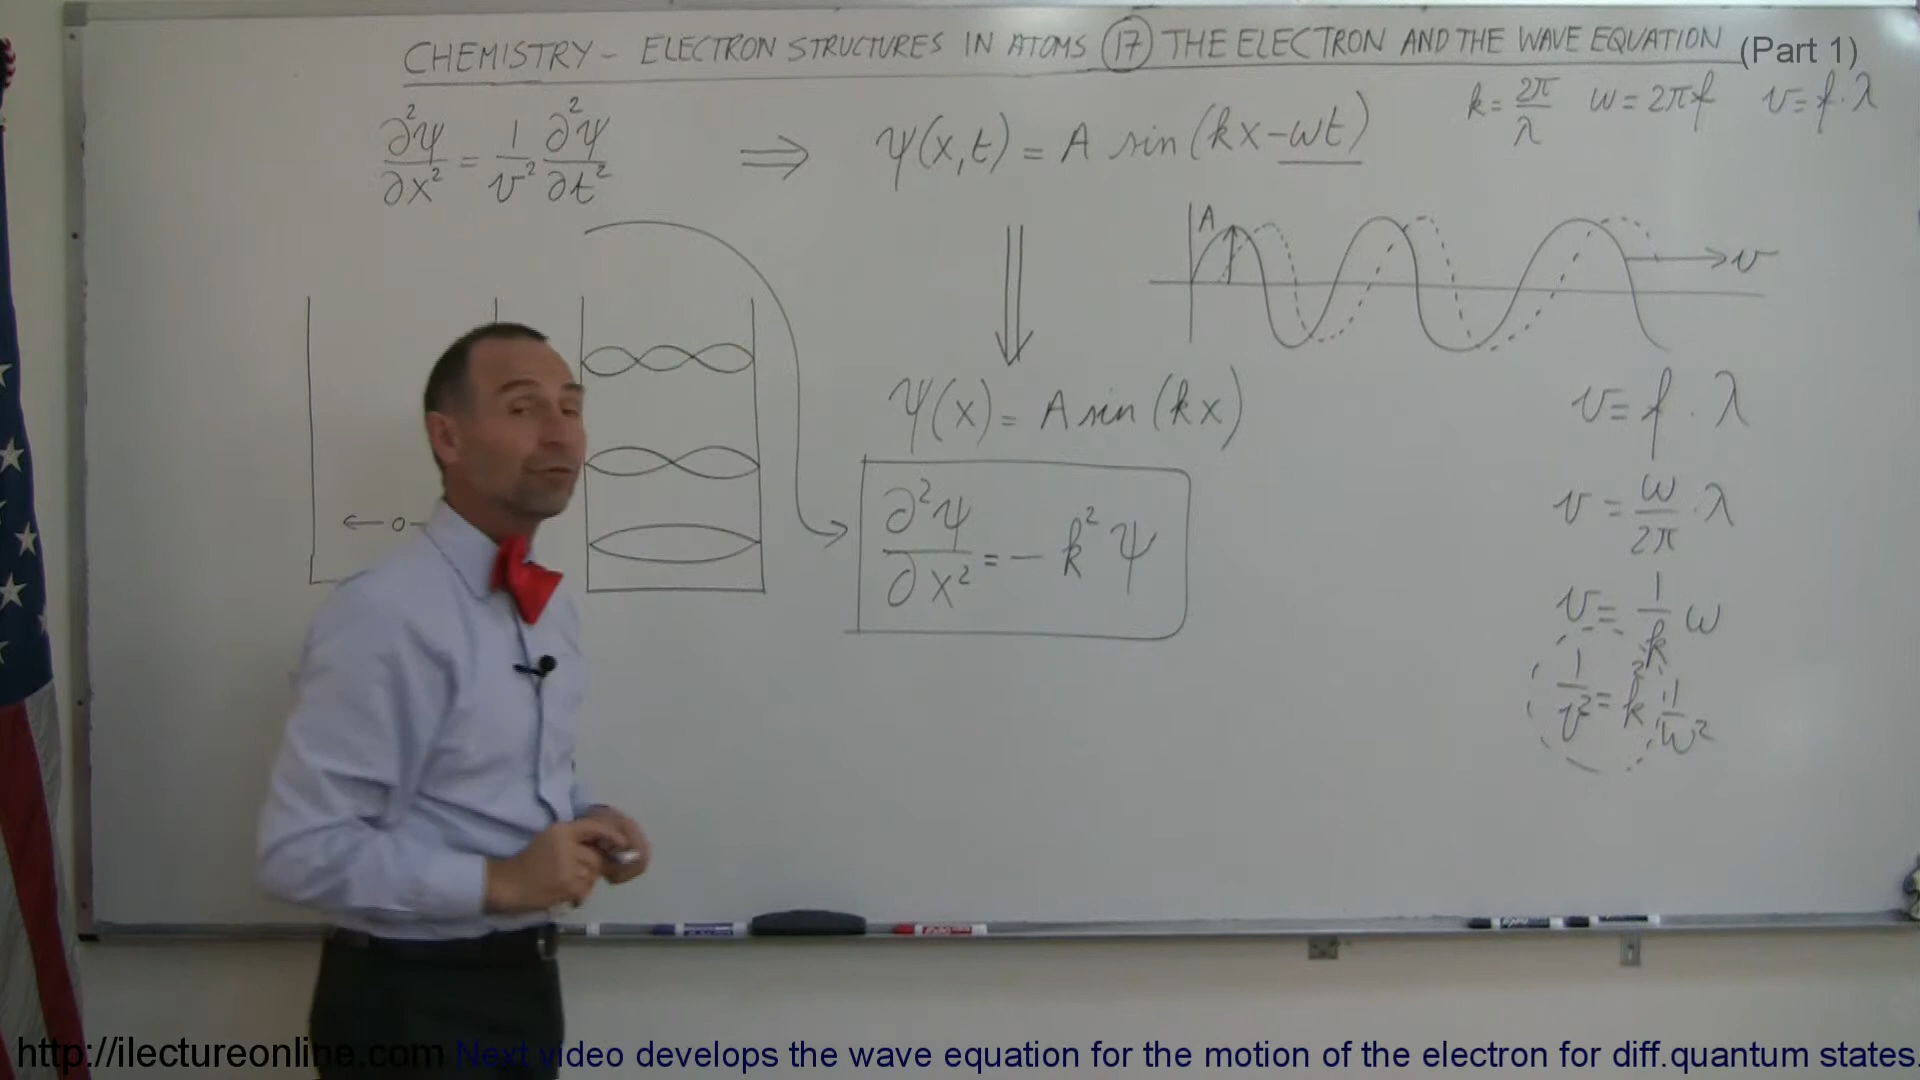 CHEMISTRY - ELECTRON STRUCTURES IN ATOMS (17) THE ELECTRON AND THE WAVE EQUATION (Part 1)
k = 2π/λ   ω = 2πf   v = f·λ
∂²ψ/∂x² = 1/v² ∂²ψ/∂t²  ⇒  ψ(x,t) = A sin(kx-ωt)
A
v
ψ(x) = A sin(kx)
v = f · λ
∂²ψ/∂x² = - k² ψ
v = ω/2π · λ
v = 1/k ω
1/v² = k² 1/ω²
http://ilectureonline.com Next video develops the wave equation for the motion of the electron for diff.quantum states.